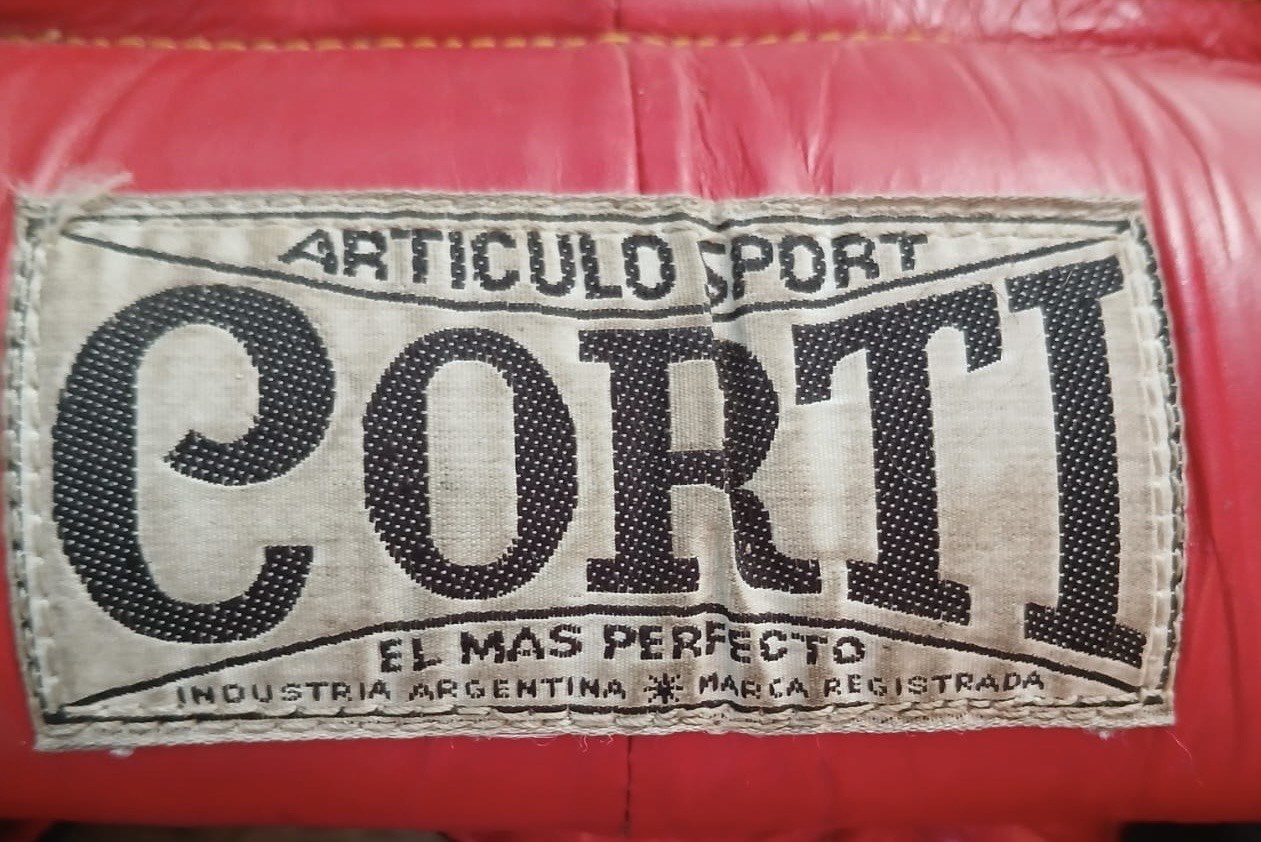 ARTICULO SPORT
CORTI
EL MAS PERFECTO
INDUSTRIA ARGENTINA ✷ MARCA REGISTRADA